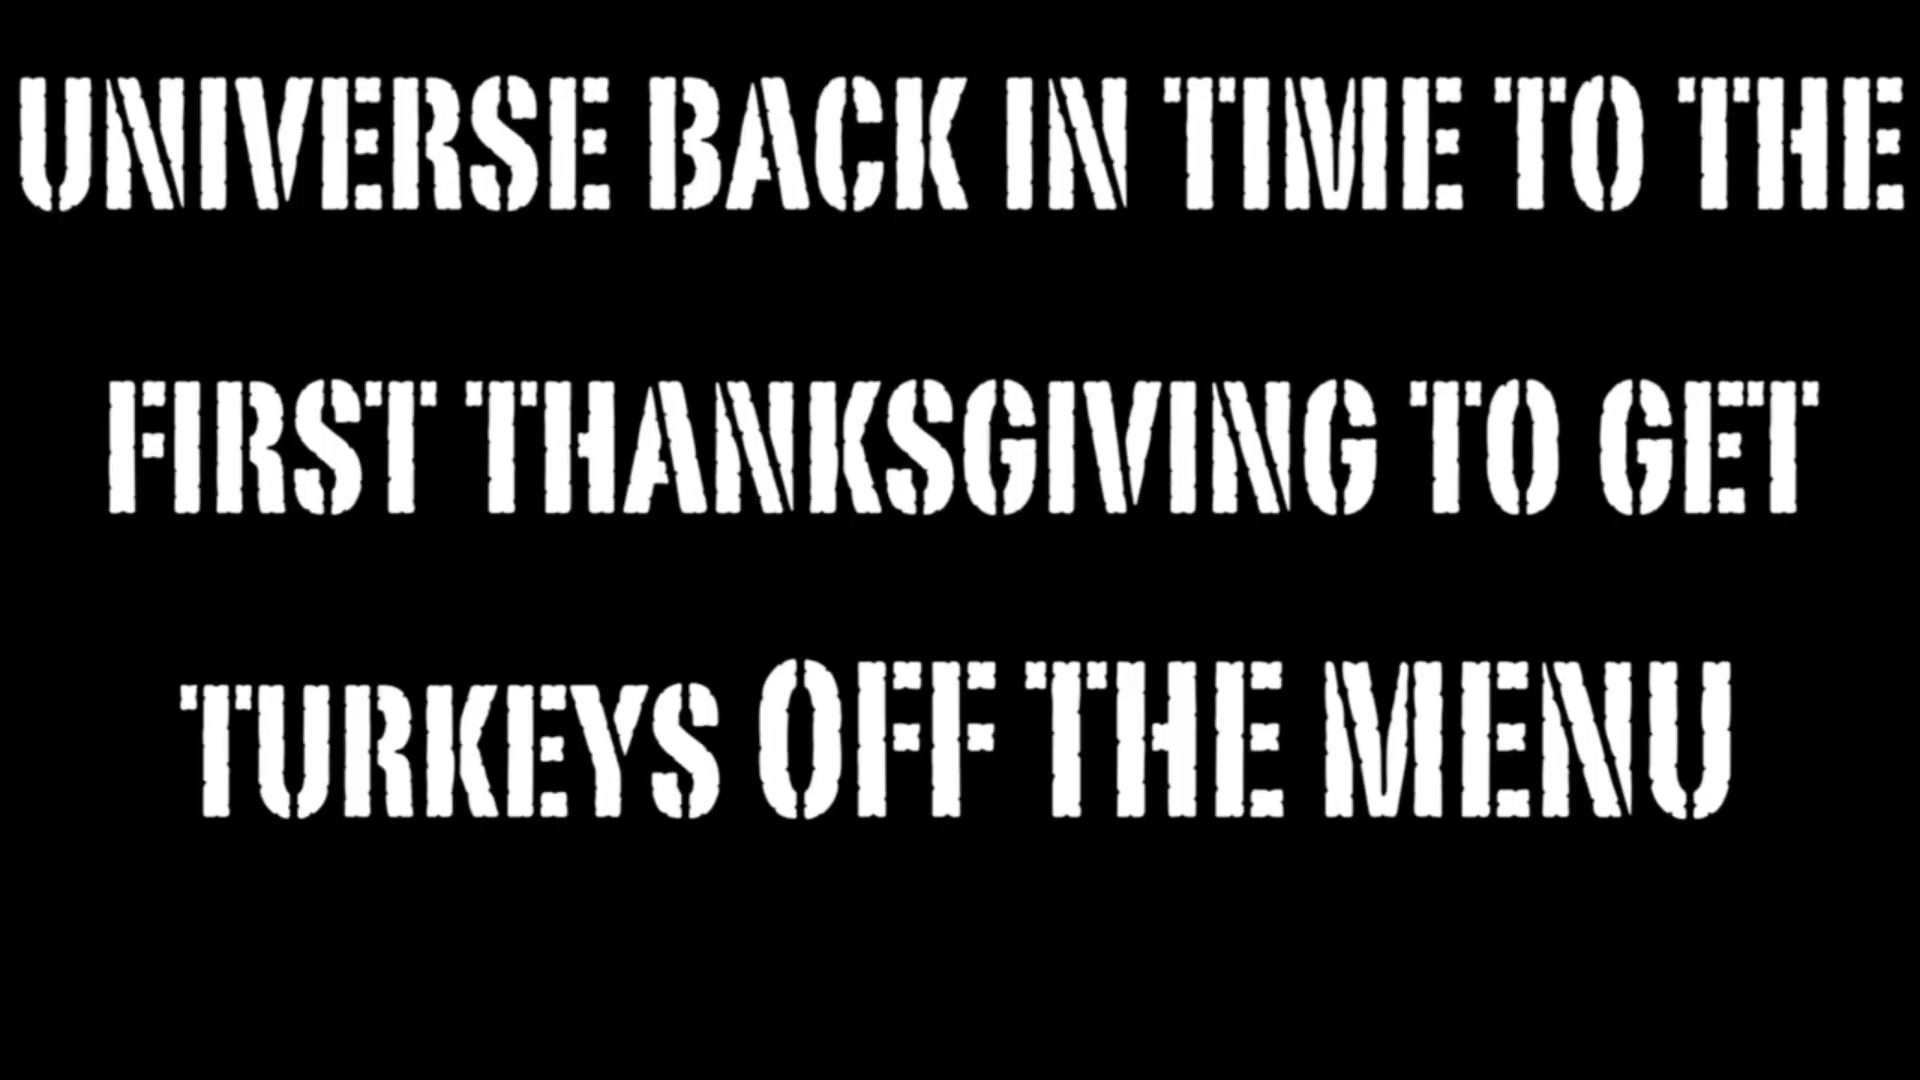 UNIVERSE BACK IN TIME TO THE
FIRST THANKSGIVING TO GET
TURKEYS OFF THE MENU